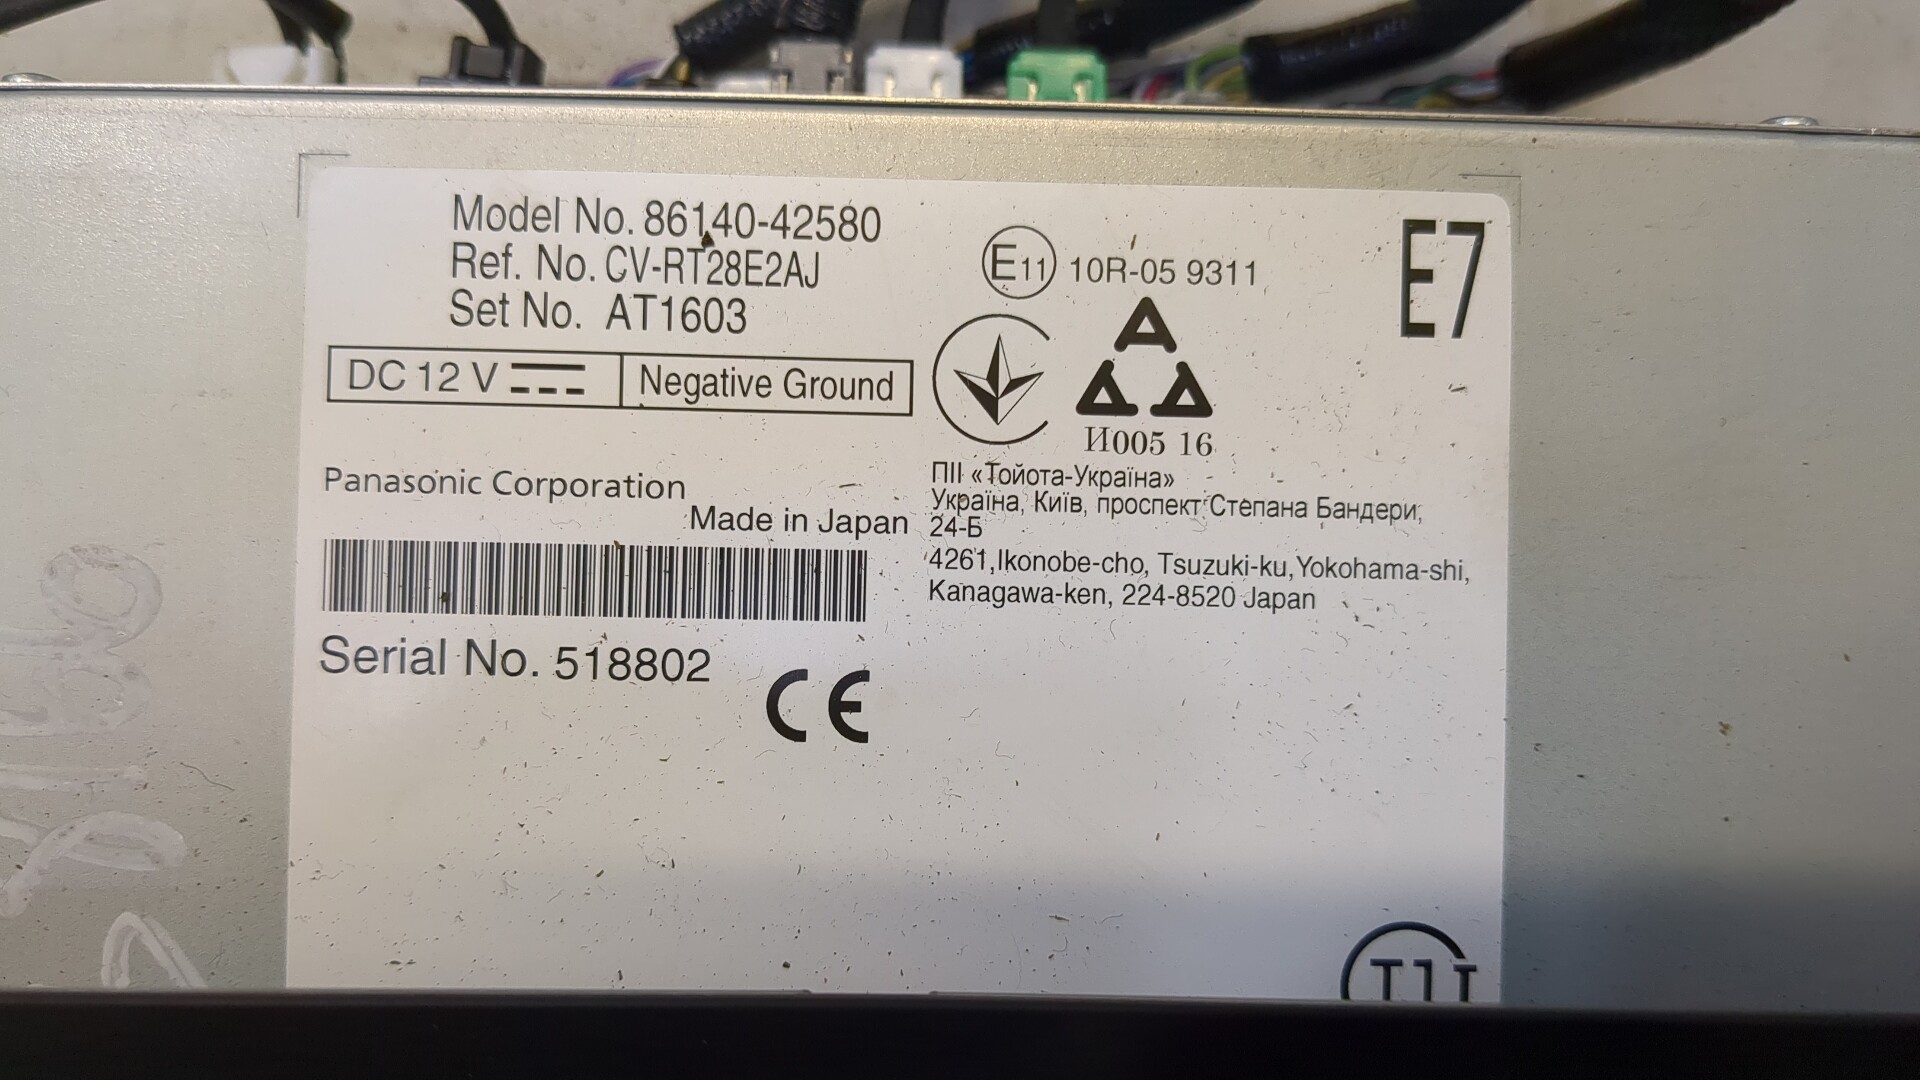 Model No. 86140-42580
Ref. No. CV-RT28E2AJ
Set No. AT1603
E11 10R-05 9311
E7
DC 12 V
Negative Ground
И005 16
Panasonic Corporation
Made in Japan
ПІІ «Тойота-Україна»
Україна, Київ, проспект Степана Бандери,
24-Б
4261,Ikonobe-cho, Tsuzuki-ku,Yokohama-shi,
Kanagawa-ken, 224-8520 Japan
Serial No. 518802
CE